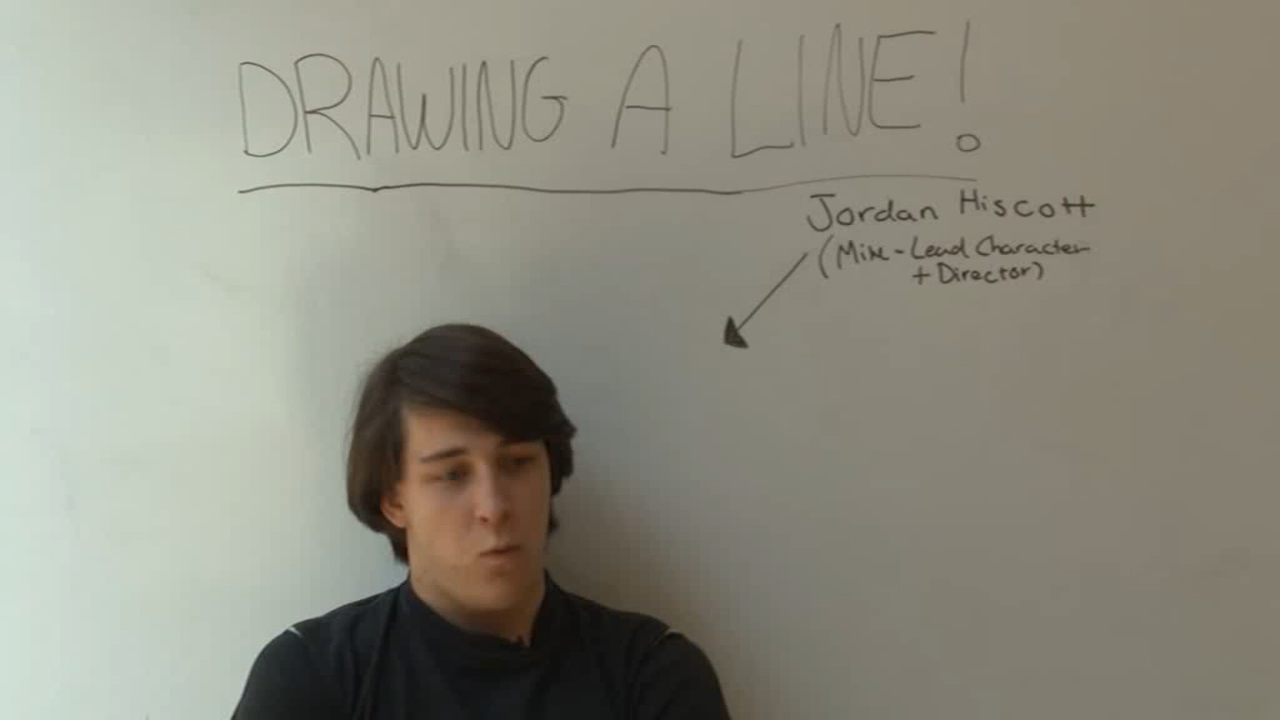 DRAWING A LINE!
Jordan Hiscott
(Mike-Lead Character
+ Director)